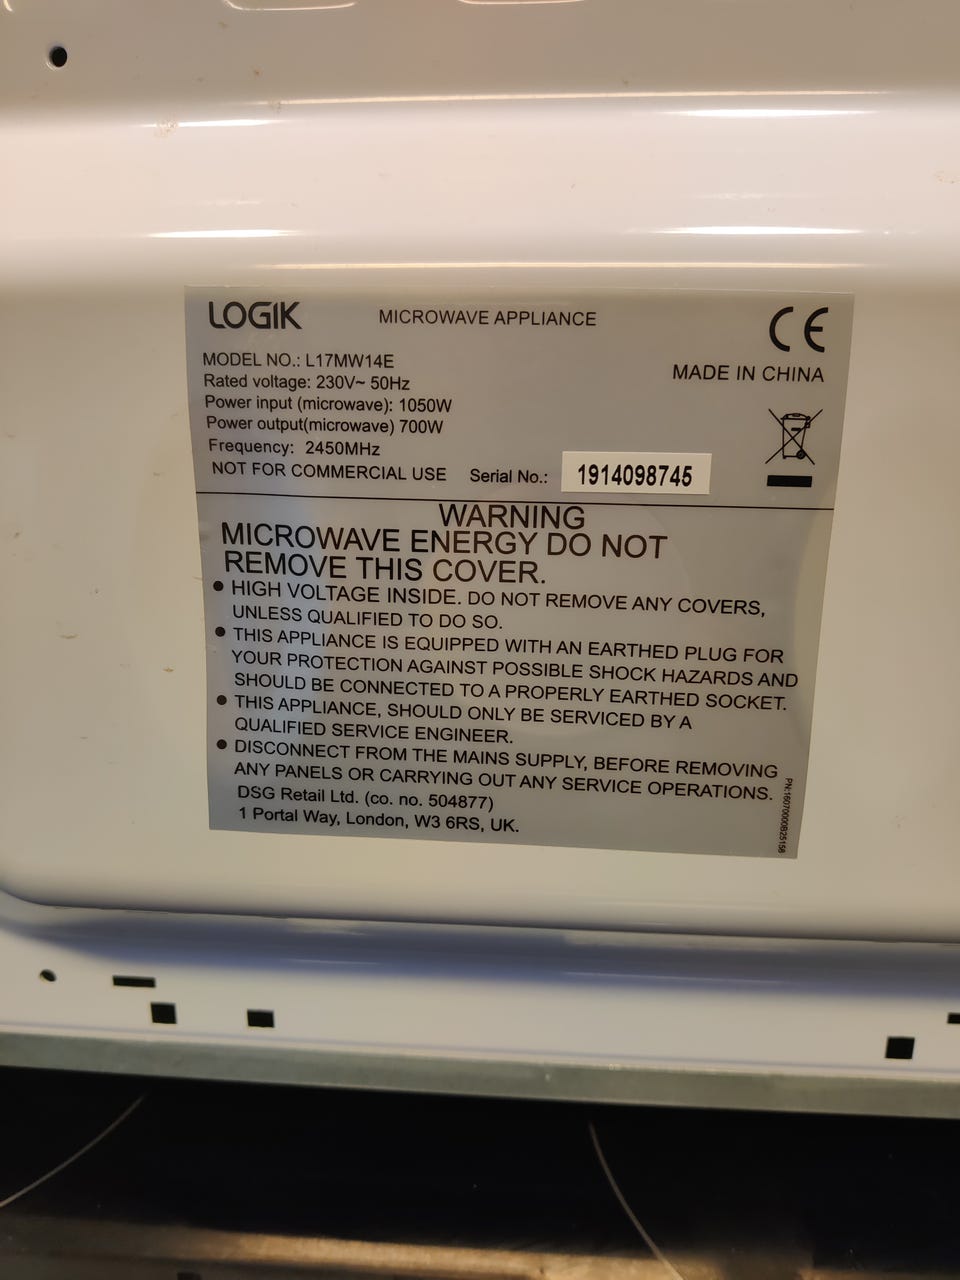 LOGIK
MICROWAVE APPLIANCE
CE
MODEL NO.: L17MW14E
MADE IN CHINA
Rated voltage: 230V~ 50Hz
Power input (microwave): 1050W
Power output(microwave) 700W
Frequency: 2450MHz
NOT FOR COMMERCIAL USE Serial No.: 1914098745
WARNING
MICROWAVE ENERGY DO NOT
REMOVE THIS COVER.
● HIGH VOLTAGE INSIDE. DO NOT REMOVE ANY COVERS,
UNLESS QUALIFIED TO DO SO.
● THIS APPLIANCE IS EQUIPPED WITH AN EARTHED PLUG FOR
YOUR PROTECTION AGAINST POSSIBLE SHOCK HAZARDS AND
SHOULD BE CONNECTED TO A PROPERLY EARTHED SOCKET.
● THIS APPLIANCE, SHOULD ONLY BE SERVICED BY A
QUALIFIED SERVICE ENGINEER.
● DISCONNECT FROM THE MAINS SUPPLY, BEFORE REMOVING
ANY PANELS OR CARRYING OUT ANY SERVICE OPERATIONS.
DSG Retail Ltd. (co. no. 504877)
1 Portal Way, London, W3 6RS, UK.